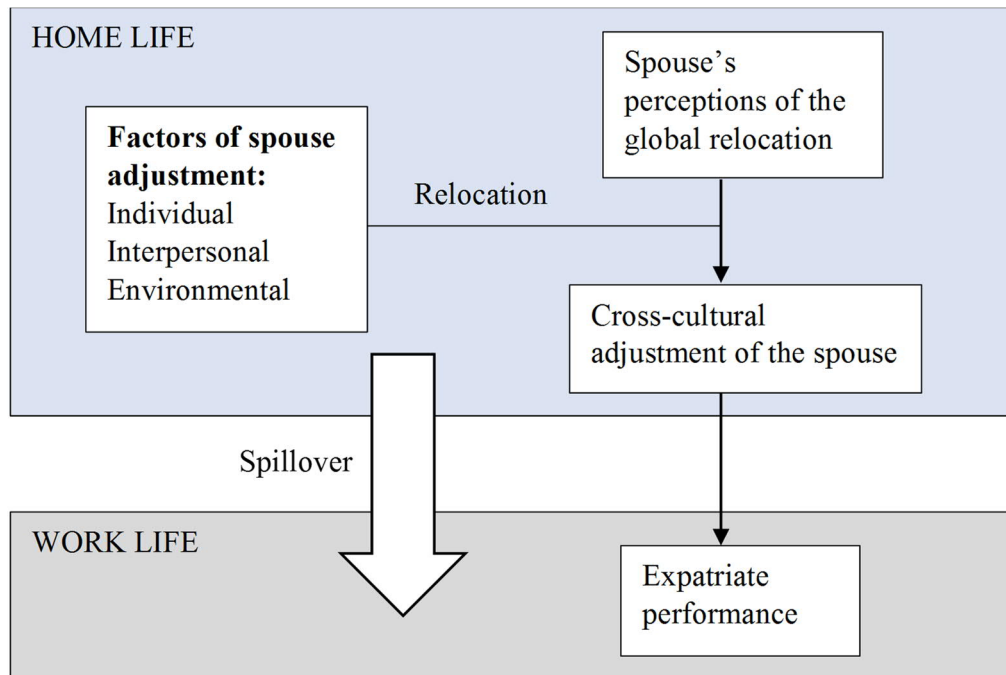 HOME LIFE
Spouse’s
perceptions of the
global relocation
Factors of spouse
adjustment:
Individual
Interpersonal
Environmental
Relocation
Cross-cultural
adjustment of the spouse
Spillover
WORK LIFE
Expatriate
performance